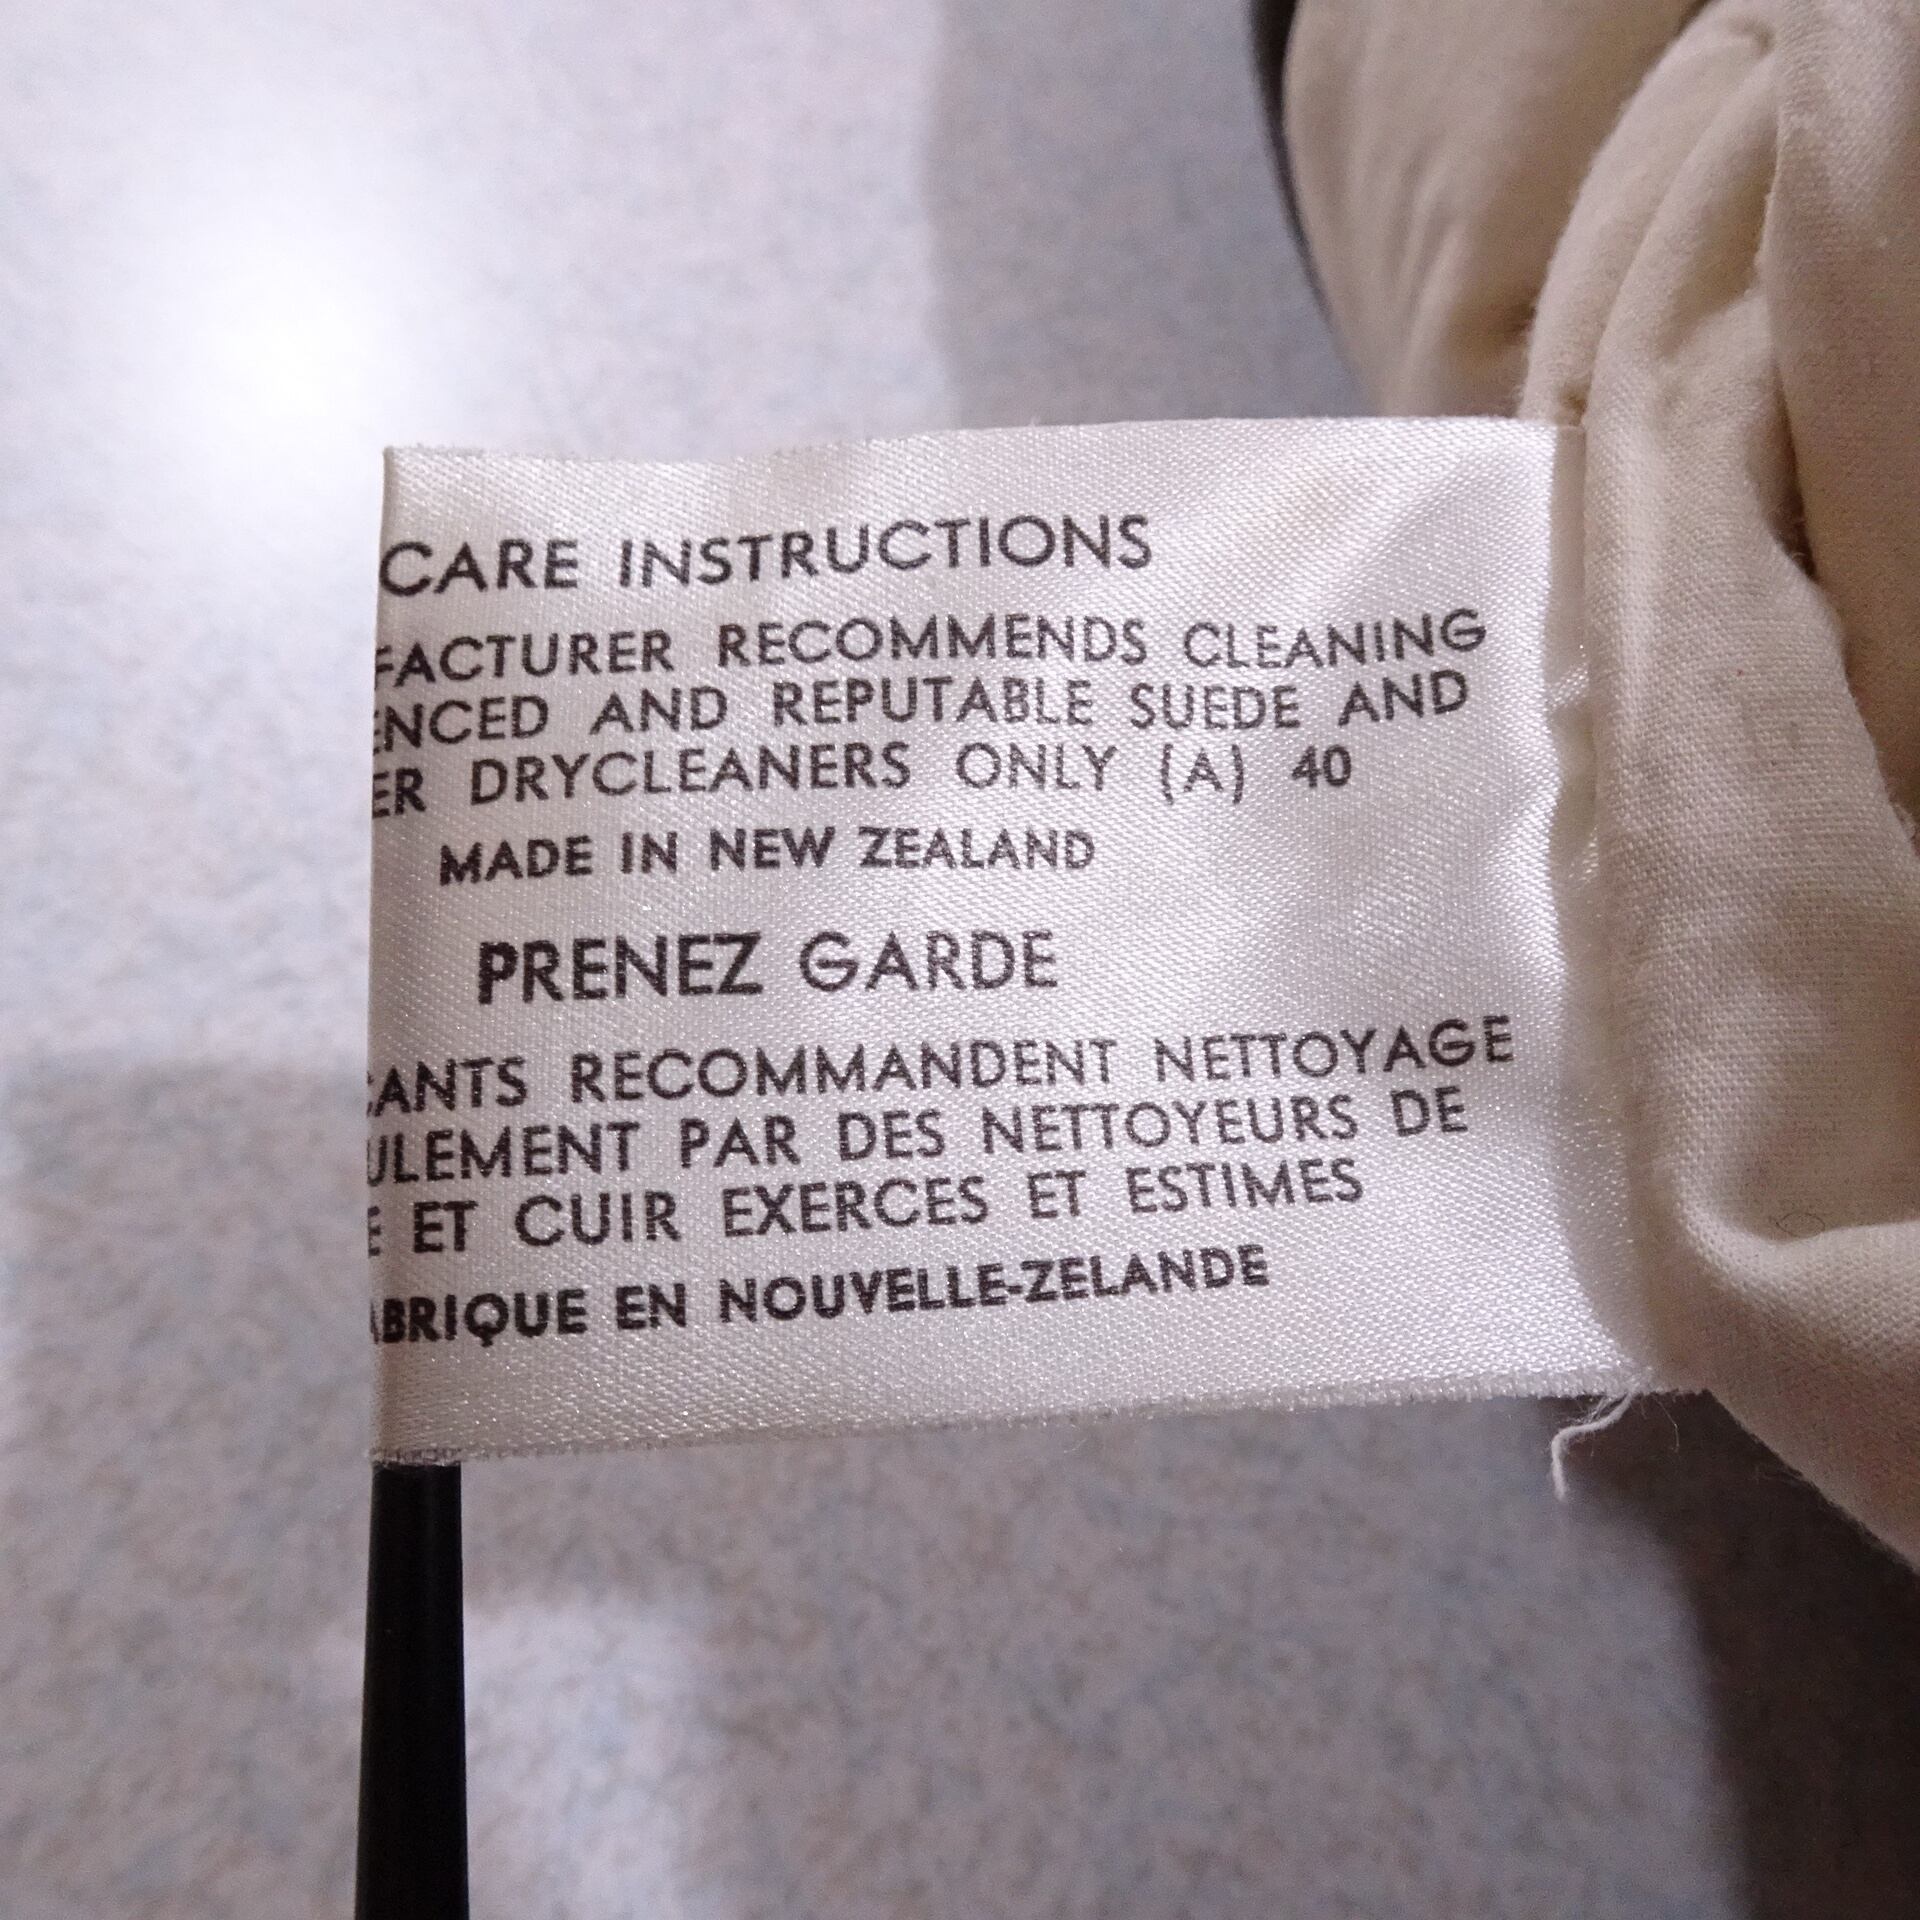 CARE INSTRUCTIONS
FACTURER RECOMMENDS CLEANING
ENCED AND REPUTABLE SUEDE AND
ER DRYCLEANERS ONLY (A) 40
MADE IN NEW ZEALAND
PRENEZ GARDE
CANTS RECOMMANDENT NETTOYAGE
ULEMENT PAR DES NETTOYEURS DE
E ET CUIR EXERCES ET ESTIMES
ABRIQUE EN NOUVELLE-ZELANDE